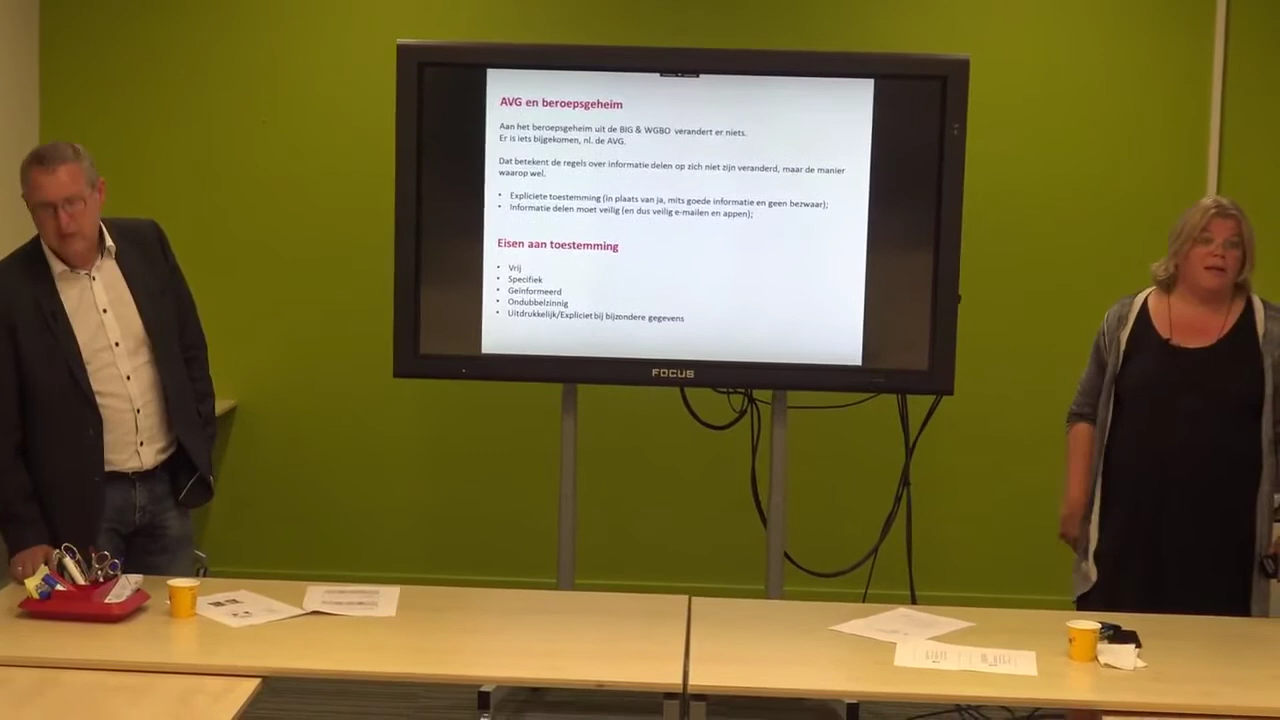 AVG en beroepsgeheim
Aan het beroepsgeheim uit de BIG & WGBO verandert er niets.
Er is iets bijgekomen, nl. de AVG.
Dat betekent de regels over informatie delen op zich niet zijn veranderd, maar de manier
waarop wel.
• Expliciete toestemming (in plaats van ja, mits goede informatie en geen bezwaar);
• Informatie delen moet veilig (en dus veilig e-mailen en appen);
Eisen aan toestemming
• Vrij
• Specifiek
• Geïnformeerd
• Ondubbelzinnig
• Uitdrukkelijk/Expliciet bij bijzondere gegevens
FOCUS